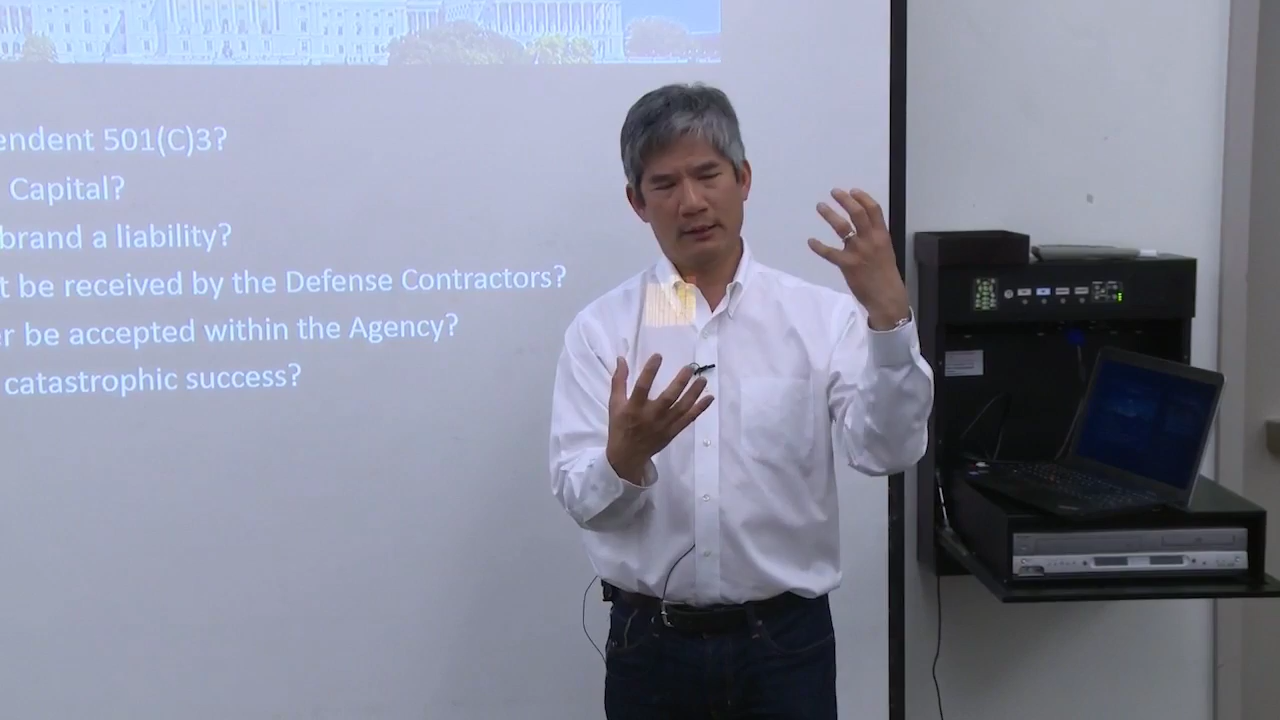 endent 501(C)3?
Capital?
brand a liability?
t be received by the Defense Contractors?
er be accepted within the Agency?
catastrophic success?